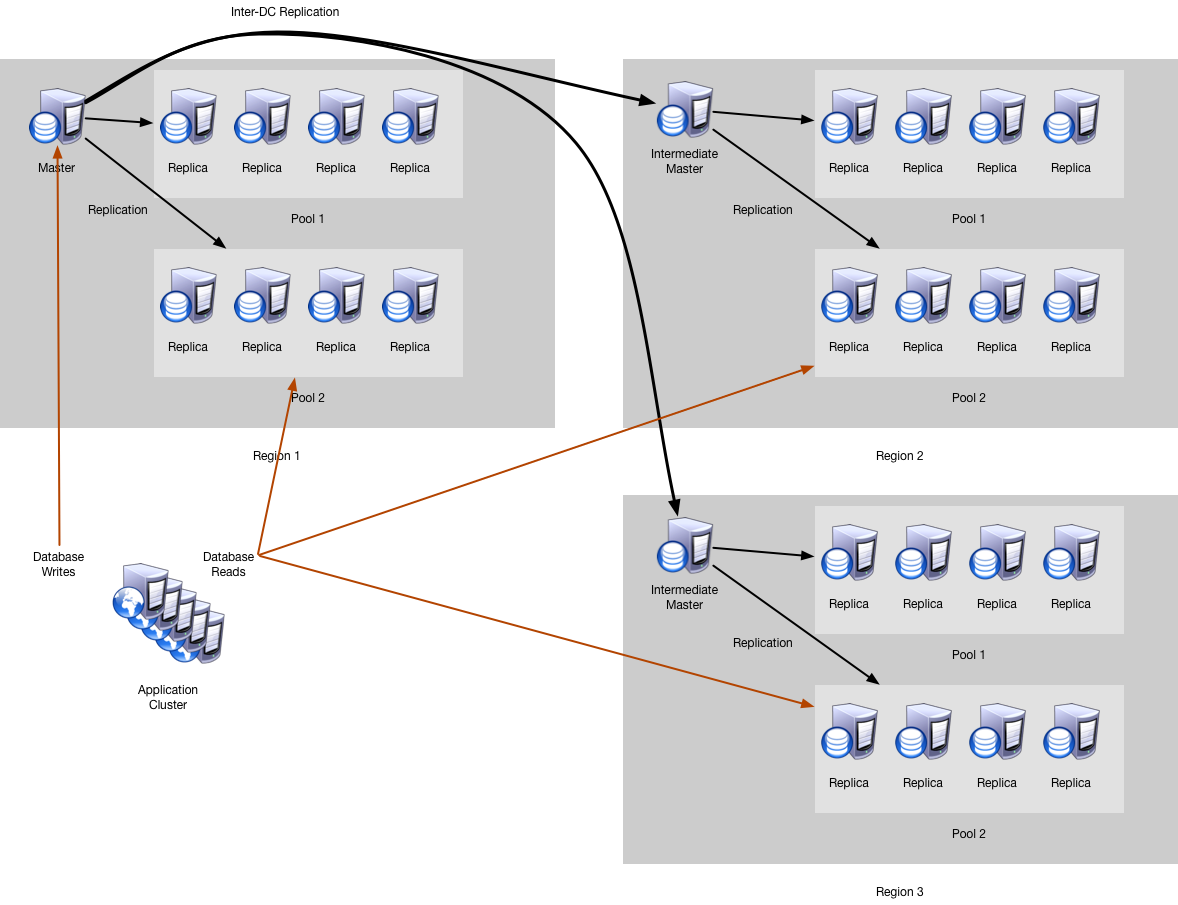 Inter-DC Replication
Master
Replica
Replica
Replica
Replica
Replication
Pool 1
Replica
Replica
Replica
Replica
Pool 2
Region 1
Intermediate
Master
Replica
Replica
Replica
Replica
Replication
Pool 1
Replica
Replica
Replica
Replica
Pool 2
Region 2
Database
Writes
Database
Reads
Application
Cluster
Intermediate
Master
Replica
Replica
Replica
Replica
Replication
Pool 1
Replica
Replica
Replica
Replica
Pool 2
Region 3